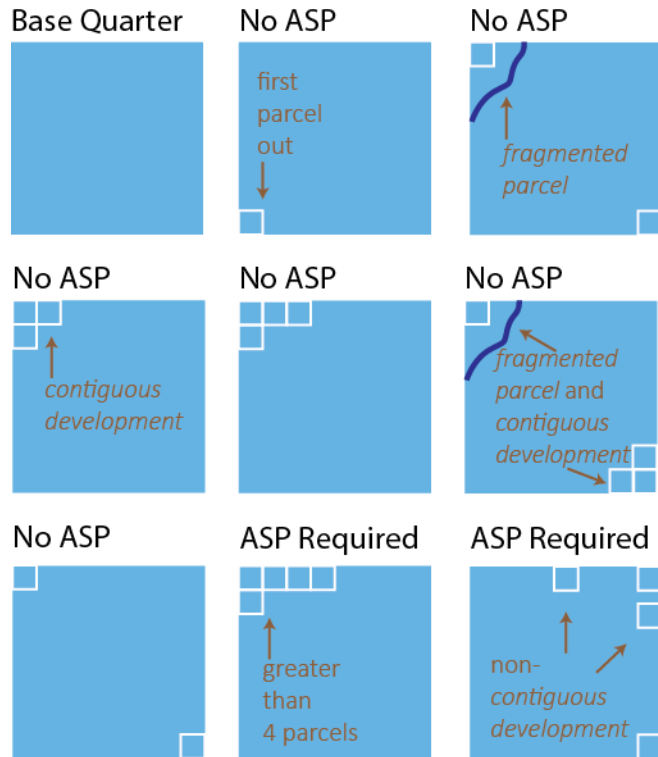 Base Quarter
No ASP
No ASP
first
parcel
out
fragmented
parcel
No ASP
No ASP
No ASP
contiguous
development
fragmented
parcel and
contiguous
development
No ASP
ASP Required
ASP Required
greater
than
4 parcels
non-
contiguous
development